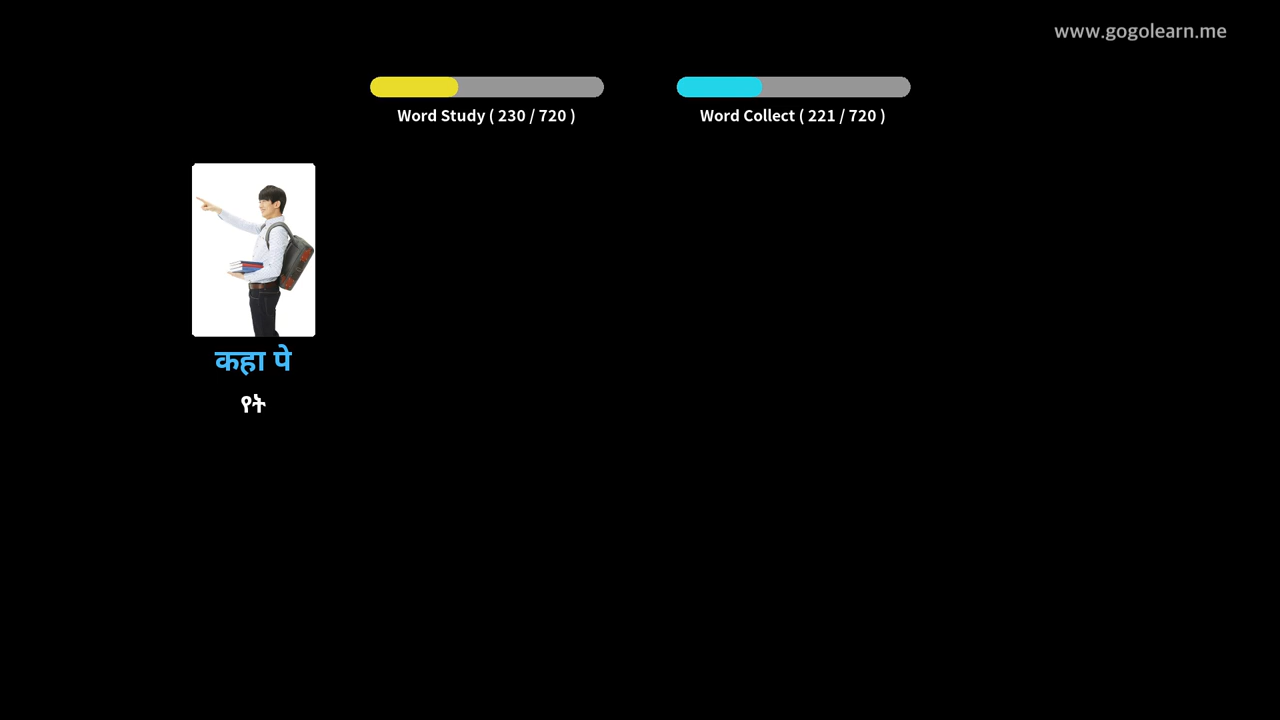 www.gogolearn.me
Word Study ( 230 / 720 )
Word Collect ( 221 / 720 )
कहा पे
የት